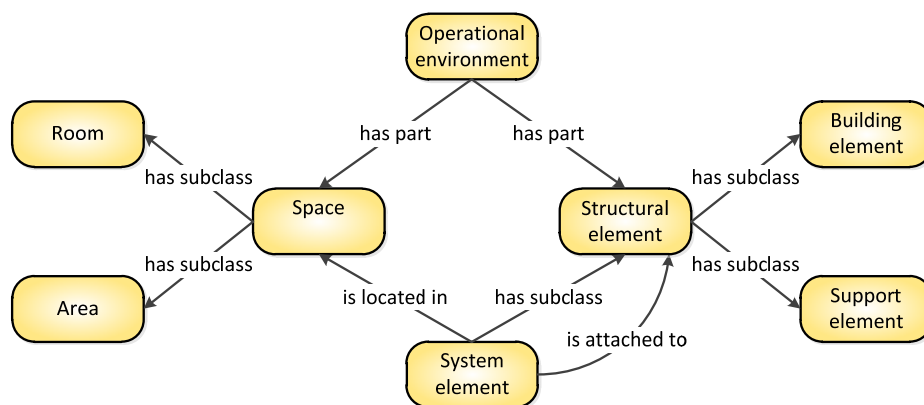 Operational
environment
has part
has part
Room
Building
element
has subclass
has subclass
Space
Structural
element
has subclass
has subclass
Area
is located in
has subclass
Support
element
is attached to
System
element